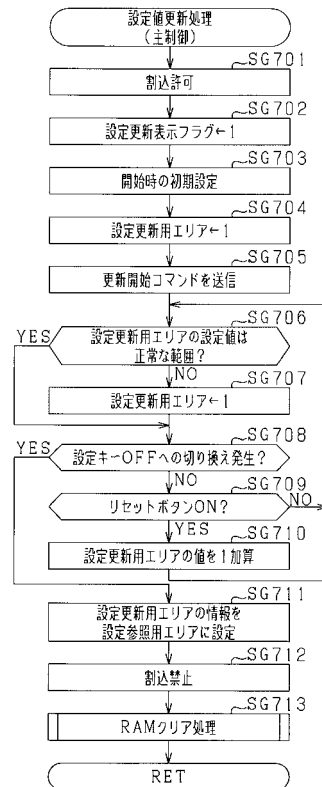 設定値更新処理
(主制御)
SG701
割込許可
SG702
設定更新表示フラグ←1
SG703
開始時の初期設定
SG704
設定更新用エリア←1
SG705
更新開始コマンドを送信
SG706
YES
設定更新用エリアの設定値は
正常な範囲?
NO
SG707
設定更新用エリア←1
SG708
YES
設定キーOFFへの切り換え発生?
NO
SG709
リセットボタンON?
NO
YES
SG710
設定更新用エリアの値を1加算
SG711
設定更新用エリアの情報を
設定参照用エリアに設定
SG712
割込禁止
SG713
RAMクリア処理
RET